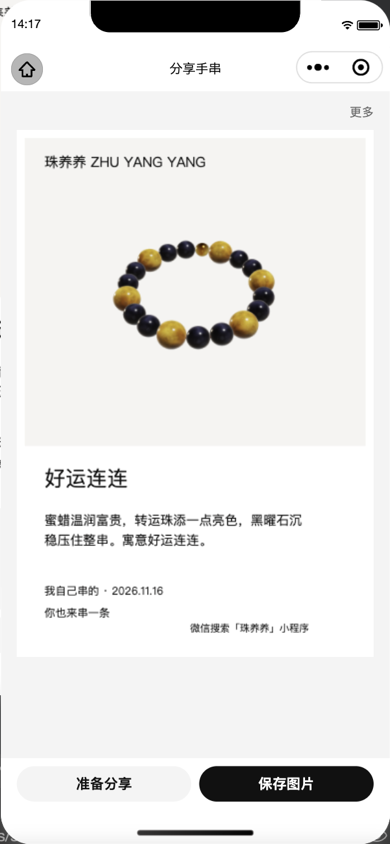 14:17
分享手串
更多
珠养养 ZHU YANG YANG
好运连连
蜜蜡温润富贵，转运珠添一点亮色，黑曜石沉
稳压住整串。寓意好运连连。
我自己串的 · 2026.11.16
你也来串一条
微信搜索「珠养养」小程序
准备分享
保存图片